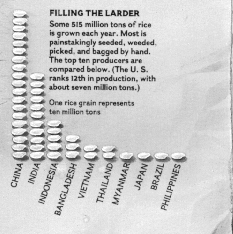 FILLING THE LARDER
Some 515 million tons of rice
is grown each year. Most is
painstakingly seeded, weeded,
picked, and bagged by hand.
The top ten producers are
compared below. (The U. S.
ranks 12th in production, with
about seven million tons.)
One rice grain represents
ten million tons
CHINA
INDIA
INDONESIA
BANGLADESH
VIETNAM
THAILAND
MYANMAR
JAPAN
BRAZIL
PHILIPPINES